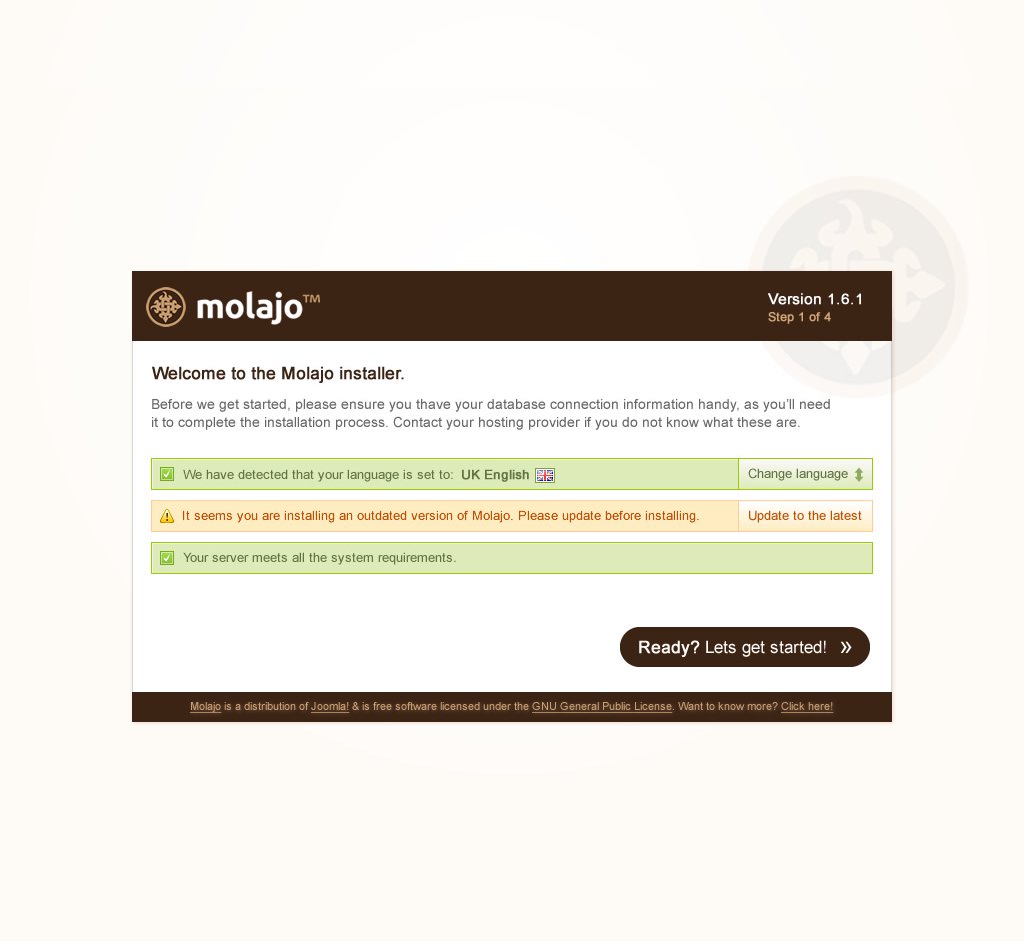 molajo™
Version 1.6.1
Step 1 of 4
Welcome to the Molajo installer.
Before we get started, please ensure you thave your database connection information handy, as you'll need
it to complete the installation process. Contact your hosting provider if you do not know what these are.
We have detected that your language is set to: UK English
Change language
It seems you are installing an outdated version of Molajo. Please update before installing.
Update to the latest
Your server meets all the system requirements.
Ready? Lets get started! »
Molajo is a distribution of Joomla! & is free software licensed under the GNU General Public License. Want to know more? Click here!